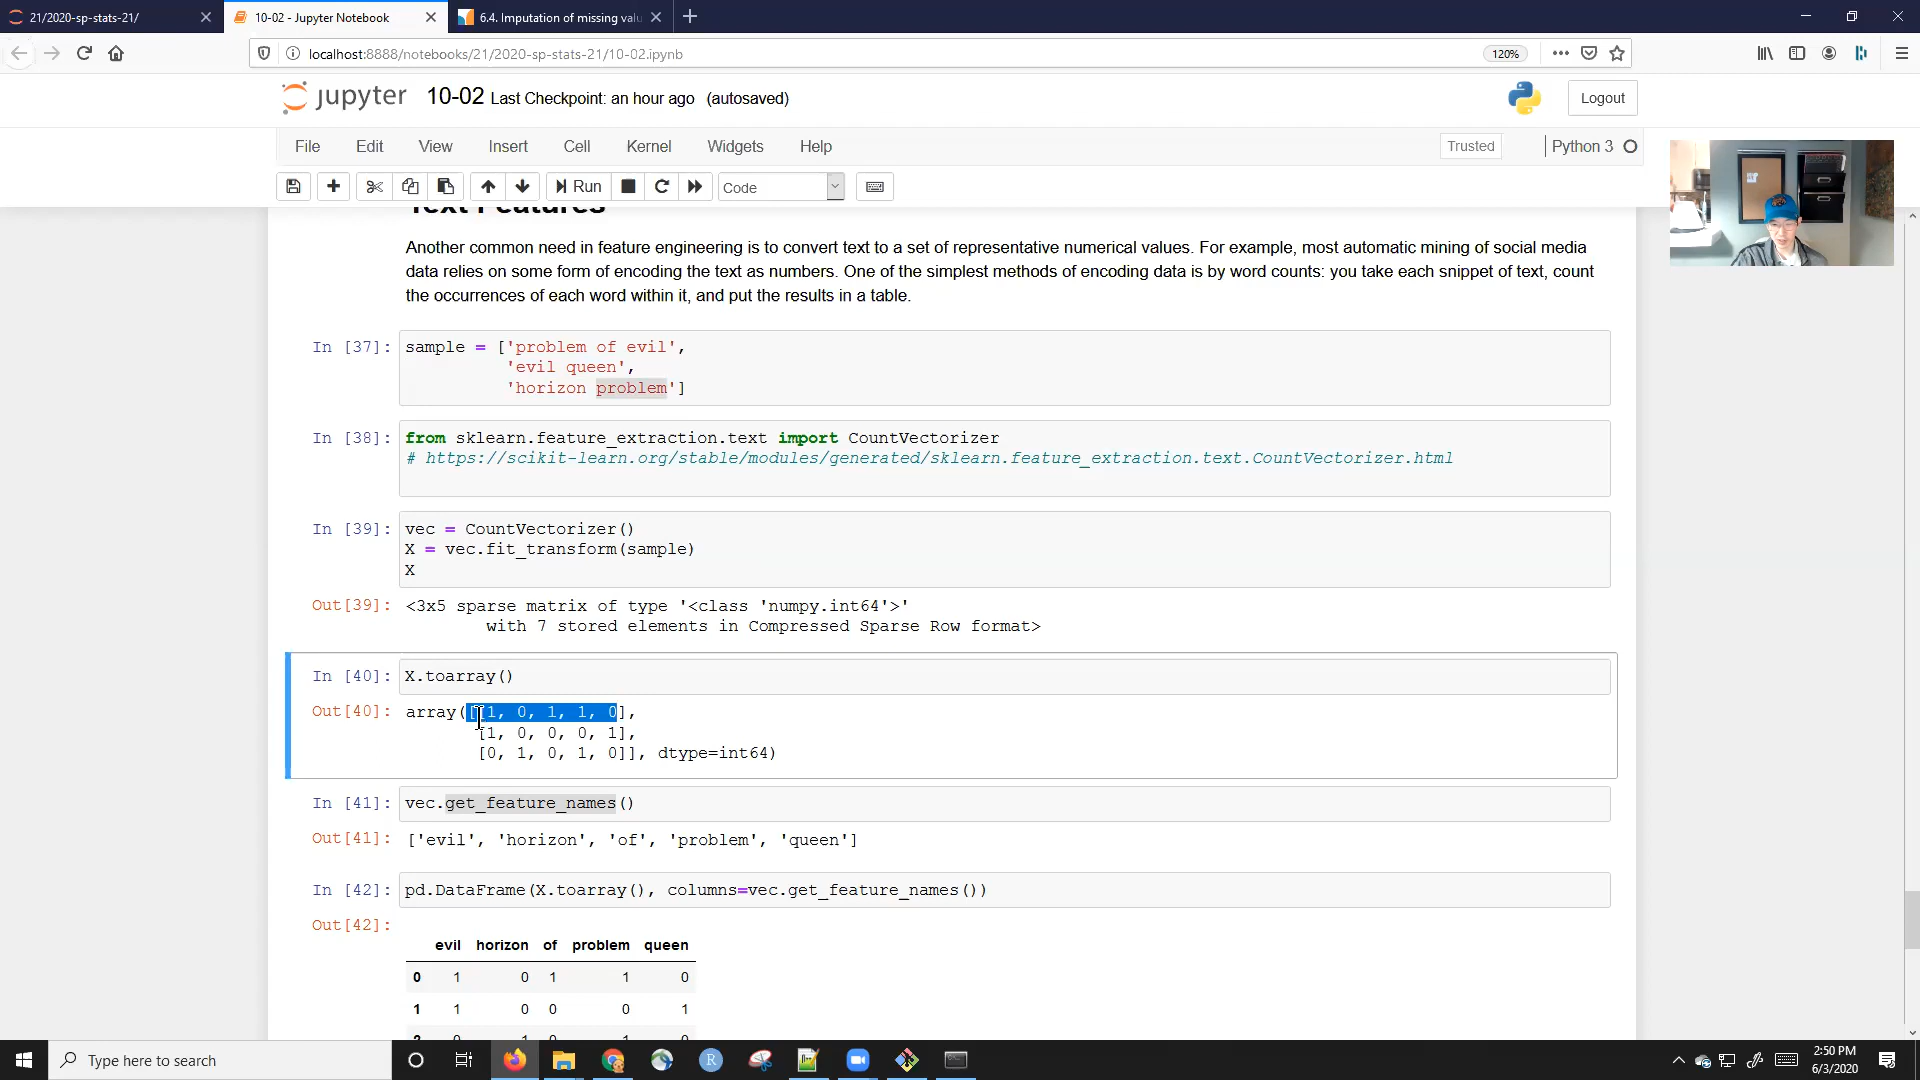 21/2020-sp-stats-21/
10-02 - Jupyter Notebook
6.4. Imputation of missing valu
localhost:8888/notebooks/21/2020-sp-stats-21/10-02.ipynb
120%
jupyter
10-02 Last Checkpoint: an hour ago (autosaved)
Logout
File Edit View Insert Cell Kernel Widgets Help
Trusted
Python 3
Run
Code
Text Features
Another common need in feature engineering is to convert text to a set of representative numerical values. For example, most automatic mining of social media
data relies on some form of encoding the text as numbers. One of the simplest methods of encoding data is by word counts: you take each snippet of text, count
the occurrences of each word within it, and put the results in a table.
In [37]: sample = ['problem of evil',
'evil queen',
'horizon problem']
In [38]: from sklearn.feature_extraction.text import CountVectorizer
# https://scikit-learn.org/stable/modules/generated/sklearn.feature_extraction.text.CountVectorizer.html
In [39]: vec = CountVectorizer()
X = vec.fit_transform(sample)
X
Out[39]: <3x5 sparse matrix of type '<class 'numpy.int64'>'
with 7 stored elements in Compressed Sparse Row format>
In [40]: X.toarray()
Out[40]: array([[1, 0, 1, 1, 0],
[1, 0, 0, 0, 1],
[0, 1, 0, 1, 0]], dtype=int64)
In [41]: vec.get_feature_names()
Out[41]: ['evil', 'horizon', 'of', 'problem', 'queen']
In [42]: pd.DataFrame(X.toarray(), columns=vec.get_feature_names())
Out[42]:
evil horizon of problem queen
0 1 0 1 1 0
1 1 0 0 0 1
2 0 1 0 1 0
Type here to search
2:50 PM
6/3/2020